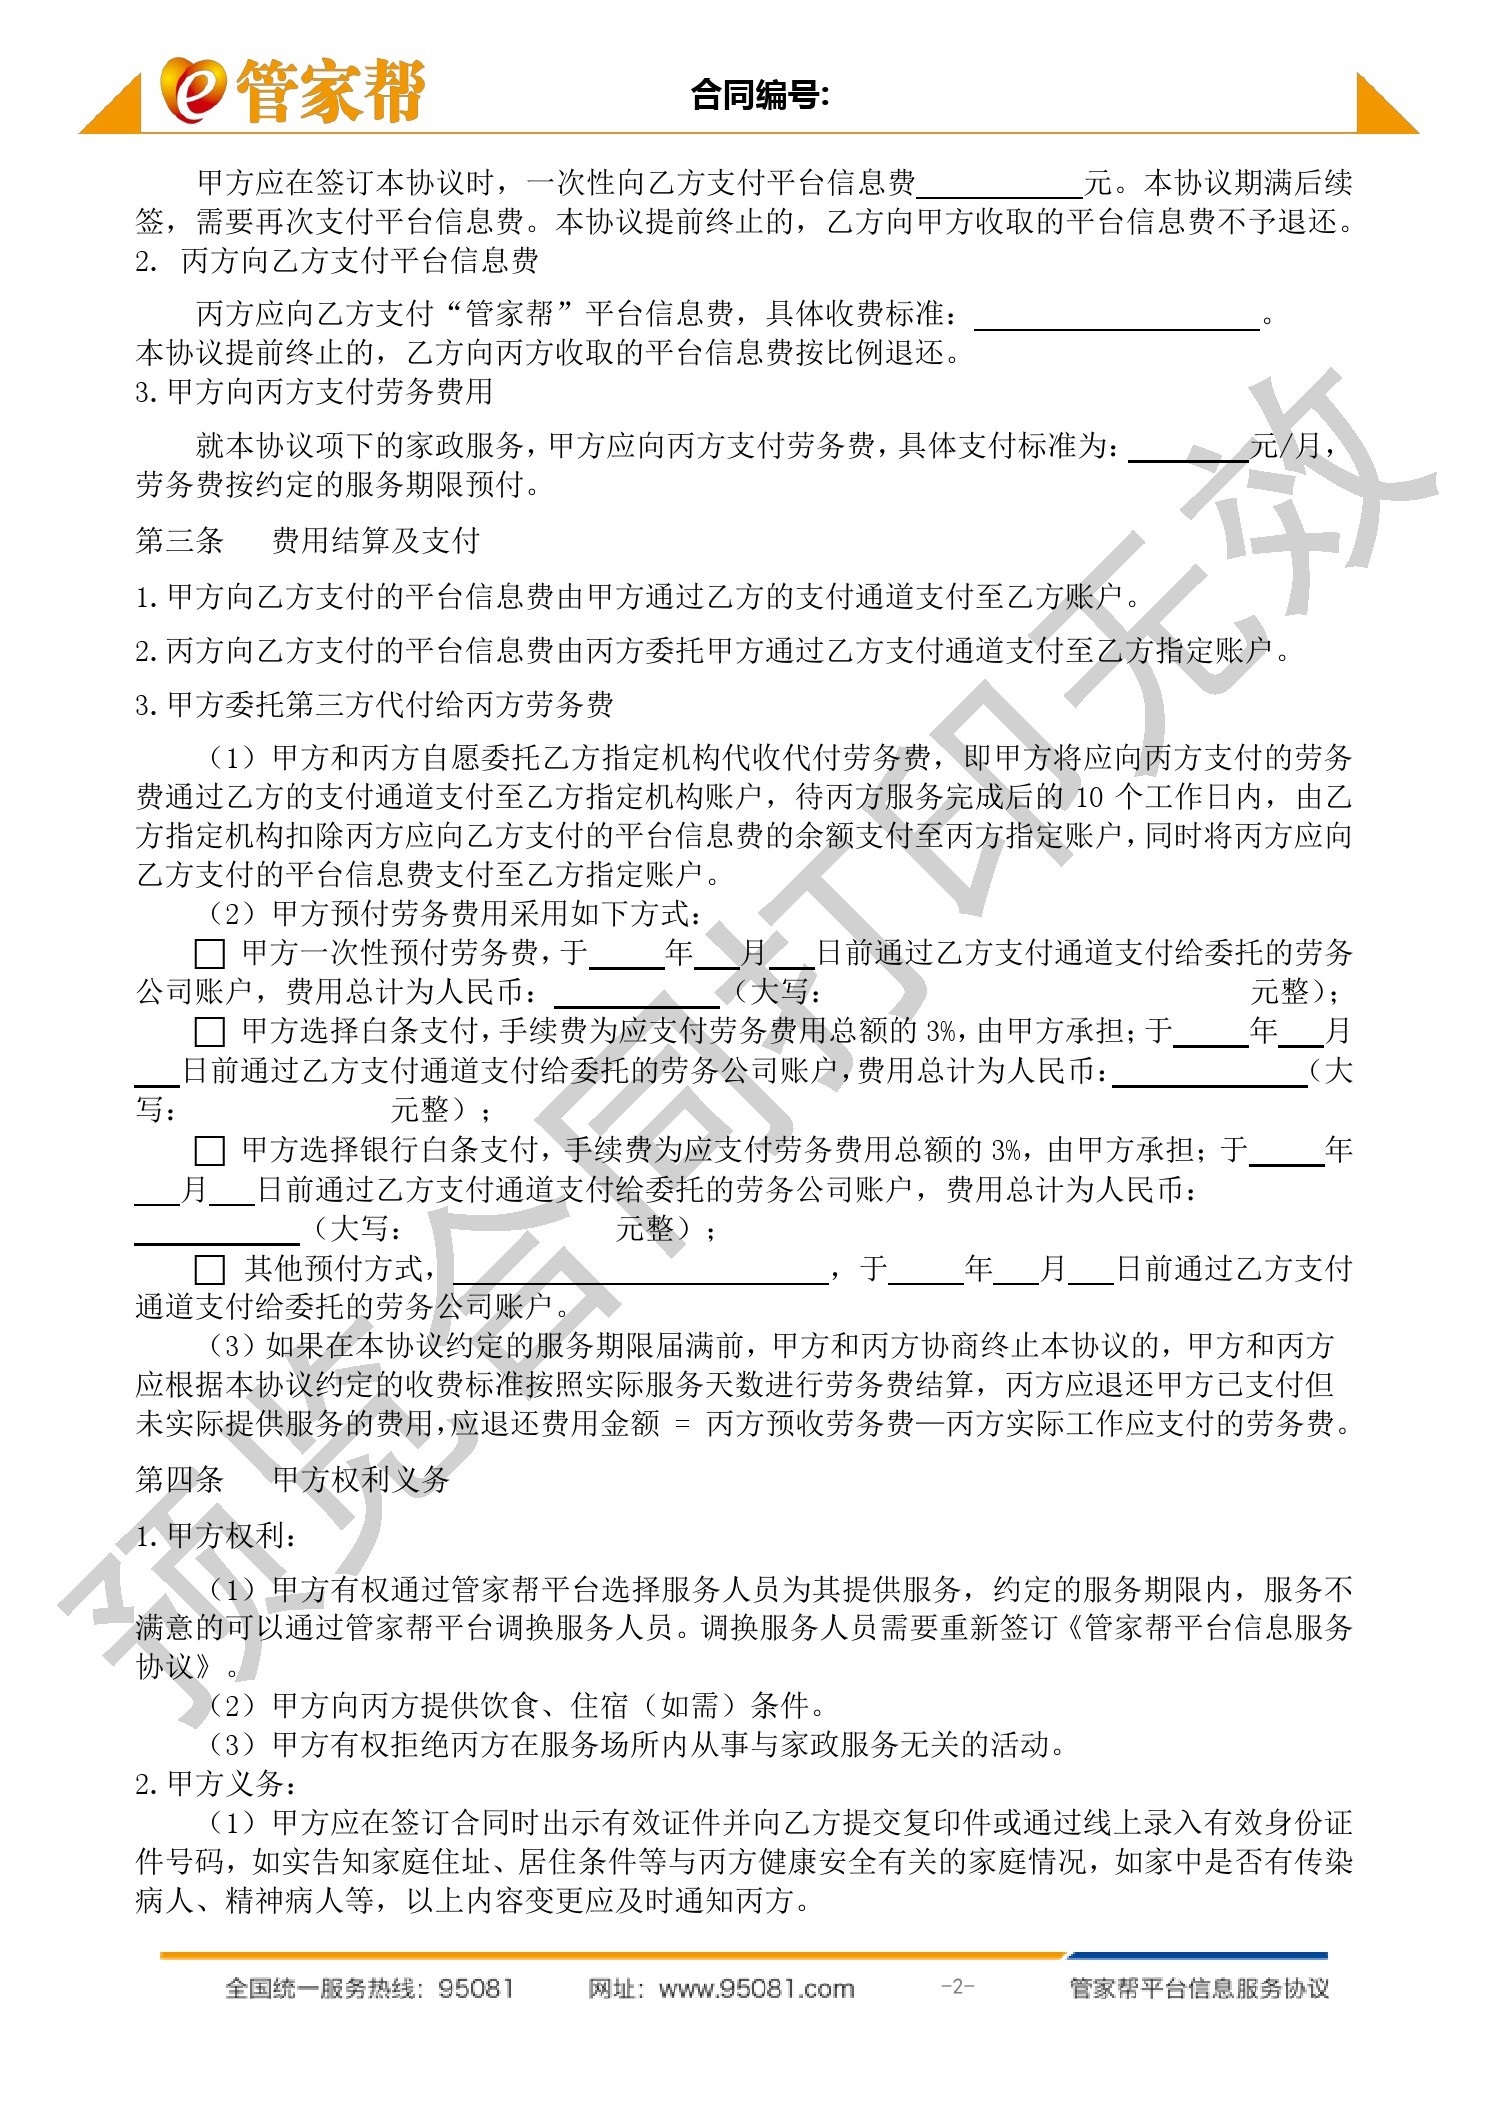 管家帮
合同编号:
甲方应在签订本协议时，一次性向乙方支付平台信息费___________元。本协议期满后续
签，需要再次支付平台信息费。本协议提前终止的，乙方向甲方收取的平台信息费不予退还。
2. 丙方向乙方支付平台信息费
丙方应向乙方支付“管家帮”平台信息费，具体收费标准：___________________。
本协议提前终止的，乙方向丙方收取的平台信息费按比例退还。
3.甲方向丙方支付劳务费用
就本协议项下的家政服务，甲方应向丙方支付劳务费，具体支付标准为：________元/月，
劳务费按约定的服务期限预付。
第三条 费用结算及支付
1.甲方向乙方支付的平台信息费由甲方通过乙方的支付通道支付至乙方账户。
2.丙方向乙方支付的平台信息费由丙方委托甲方通过乙方支付通道支付至乙方指定账户。
3.甲方委托第三方代付给丙方劳务费
（1）甲方和丙方自愿委托乙方指定机构代收代付劳务费，即甲方将应向丙方支付的劳务
费通过乙方的支付通道支付至乙方指定机构账户，待丙方服务完成后的 10 个工作日内，由乙
方指定机构扣除丙方应向乙方支付的平台信息费的余额支付至丙方指定账户，同时将丙方应向
乙方支付的平台信息费支付至乙方指定账户。
（2）甲方预付劳务费用采用如下方式：
□ 甲方一次性预付劳务费，于_____年___月___日前通过乙方支付通道支付给委托的劳务
公司账户，费用总计为人民币：___________（大写： 元整）；
□ 甲方选择白条支付，手续费为应支付劳务费用总额的 3%，由甲方承担；于_____年___月
___日前通过乙方支付通道支付给委托的劳务公司账户，费用总计为人民币：_____________（大
写： 元整）；
□ 甲方选择银行白条支付，手续费为应支付劳务费用总额的 3%，由甲方承担；于_____年
___月___日前通过乙方支付通道支付给委托的劳务公司账户，费用总计为人民币：
___________（大写： 元整）；
□ 其他预付方式，_________________________，于_____年___月___日前通过乙方支付
通道支付给委托的劳务公司账户。
（3）如果在本协议约定的服务期限届满前，甲方和丙方协商终止本协议的，甲方和丙方
应根据本协议约定的收费标准按照实际服务天数进行劳务费结算，丙方应退还甲方已支付但
未实际提供服务的费用，应退还费用金额 = 丙方预收劳务费—丙方实际工作应支付的劳务费。
第四条 甲方权利义务
1.甲方权利：
（1）甲方有权通过管家帮平台选择服务人员为其提供服务，约定的服务期限内，服务不
满意的可以通过管家帮平台调换服务人员。调换服务人员需要重新签订《管家帮平台信息服务
协议》。
（2）甲方向丙方提供饮食、住宿（如需）条件。
（3）甲方有权拒绝丙方在服务场所内从事与家政服务无关的活动。
2.甲方义务：
（1）甲方应在签订合同时出示有效证件并向乙方提交复印件或通过线上录入有效身份证
件号码，如实告知家庭住址、居住条件等与丙方健康安全有关的家庭情况，如家中是否有传染
病人、精神病人等，以上内容变更应及时通知丙方。
预览合同打印无效
全国统一服务热线：95081 网址：www.95081.com -2- 管家帮平台信息服务协议